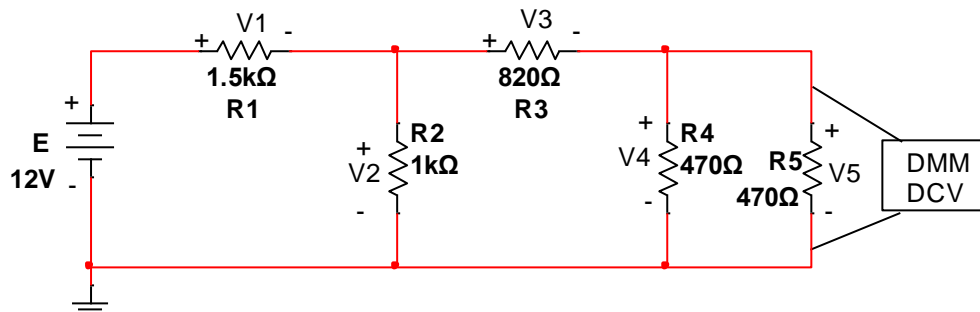 V1
V3
+ -
+ -
1.5kΩ
R1
820Ω
R3
+
E
12V
-
+
V2
-
R2
1kΩ
+
V4
-
R4
470Ω
R5
470Ω
+
V5
-
DMM
DCV